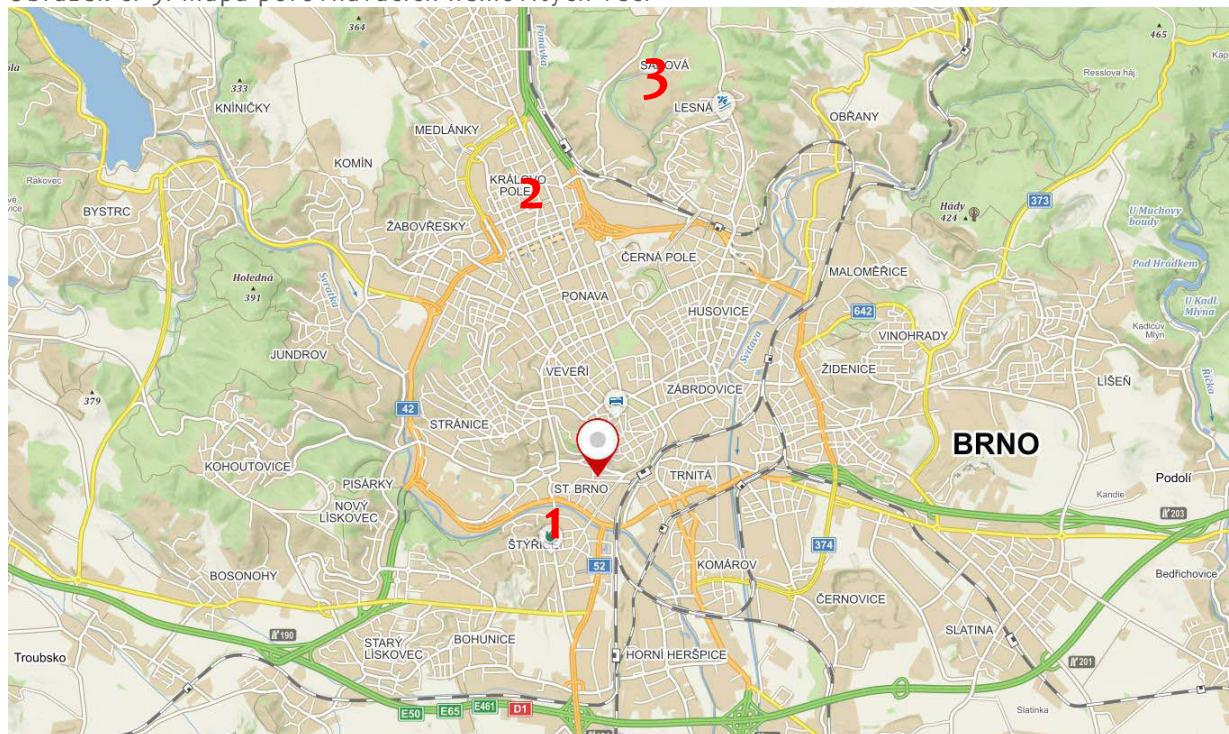 364
465
Ponávka
3
SADOVÁ
Resslova háj
KNÍNIČKY
333
LESNÁ
OBŘANY
MEDLÁNKY
KOMÍN
Rakovec
KRÁLOVO
POLE
2
BYSTRC
Hády
424
373
U Muchovy
boudy
ŽABOVŘESKY
Pod Hrádkem
ČERNÁ POLE
MALOMĚŘICE
Holedná
391
Svratka
PONAVA
HUSOVICE
642
U Kadl.
Mlýna
VINOHRADY
Kadlcův
Mlýn
Svitava
JUNDROV
VEVEŘÍ
ZÁBRDOVICE
ŽIDENICE
LÍŠEŇ
Říčka
379
42
STRÁNICE
BRNO
KOHOUTOVICE
PISÁRKY
ST. BRNO
TRNITÁ
Podolí
Kandie
NOVÝ
LÍSKOVEC
203
1
ŠTÝŘICE
374
52
KOMÁROV
BOSONOHY
Bedřichovice
ČERNOVICE
190
STARÝ
LÍSKOVEC
BOHUNICE
SLATINA
Troubsko
HORNÍ HERŠPICE
201
E50 E65 E461 D1
Slatinka